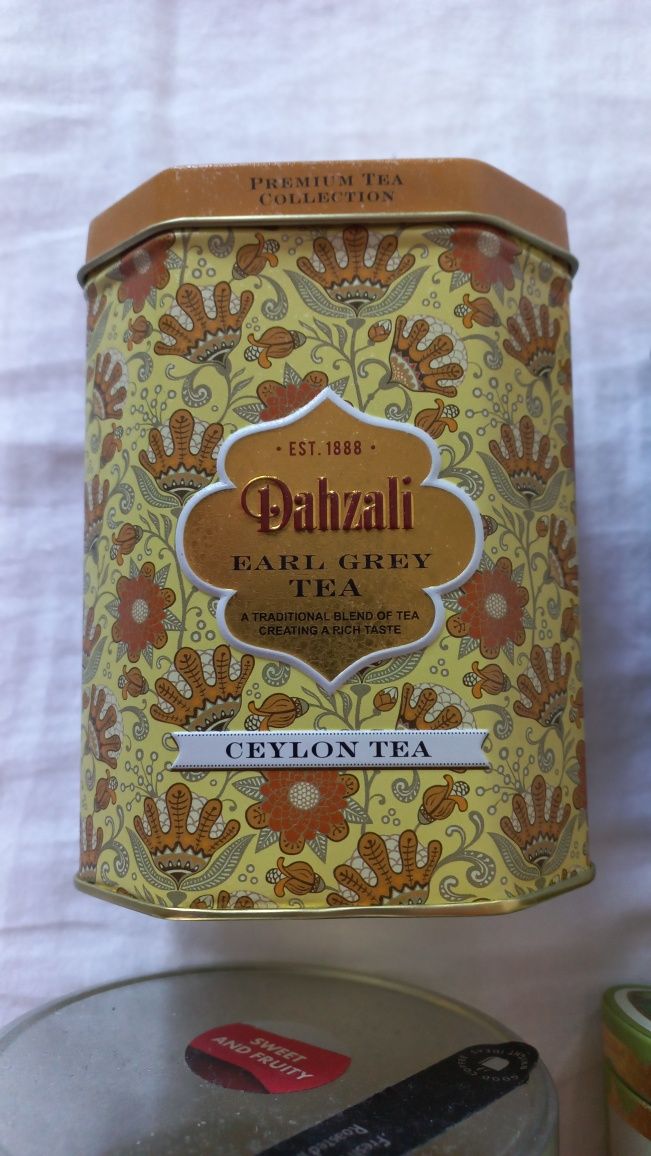 PREMIUM TEA
COLLECTION
· EST. 1888 ·
Dahzali
EARL GREY
TEA
A TRADITIONAL BLEND OF TEA
CREATING A RICH TASTE
CEYLON TEA
SWEET
AND FRUITY